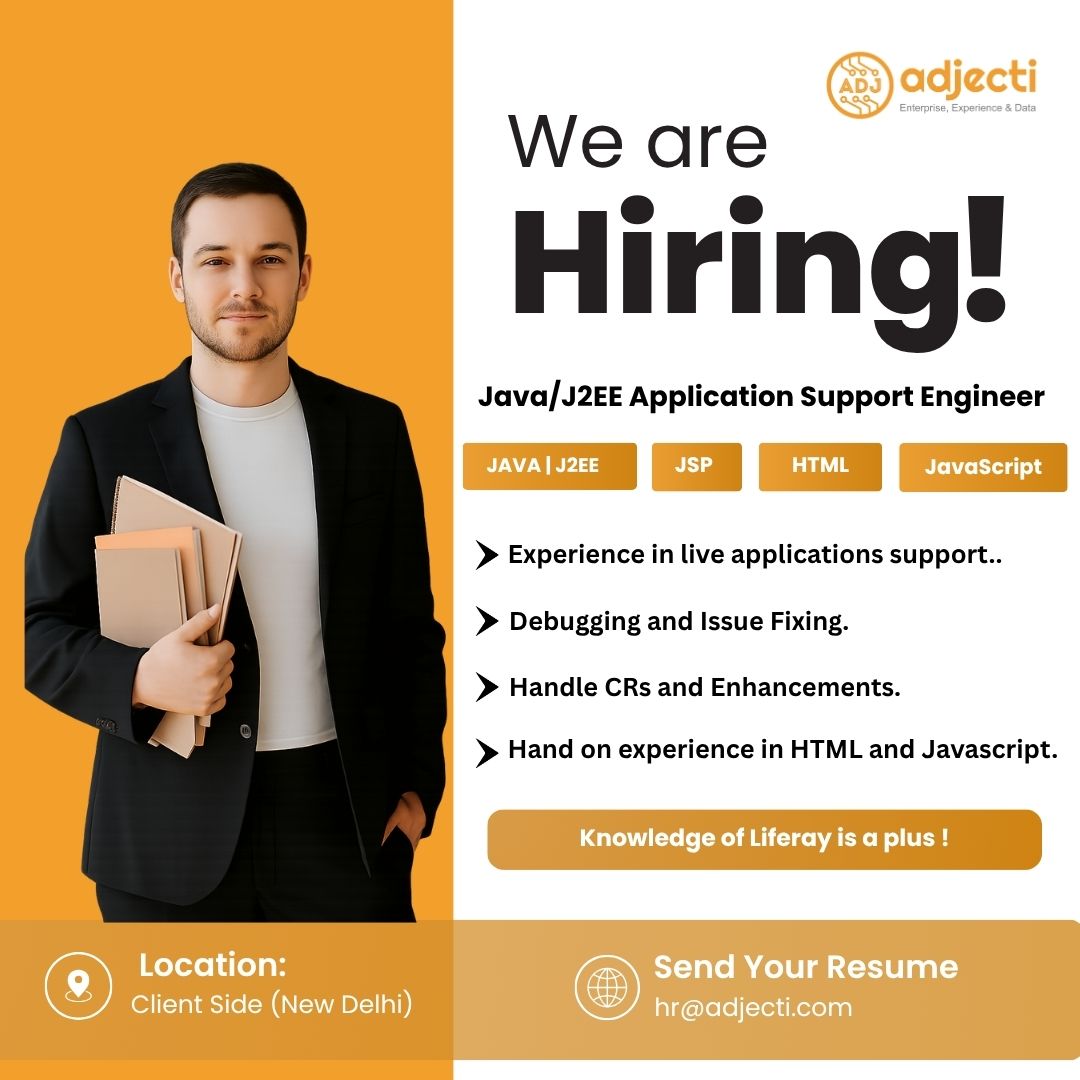 ADJ adjecti
Enterprise, Experience & Data
We are
Hiring!
Java/J2EE Application Support Engineer
JAVA | J2EE JSP HTML JavaScript
Experience in live applications support..
Debugging and Issue Fixing.
Handle CRs and Enhancements.
Hand on experience in HTML and Javascript.
Knowledge of Liferay is a plus !
Location:
Client Side (New Delhi)
Send Your Resume
hr@adjecti.com